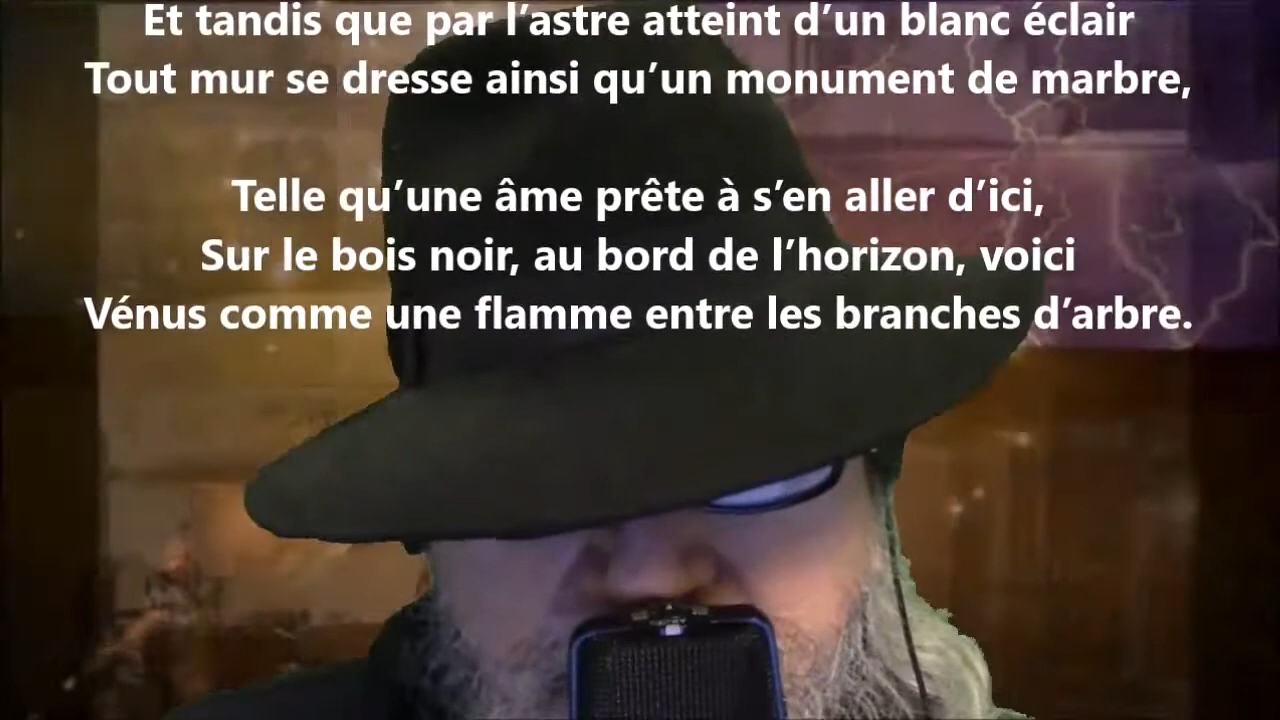 Et tandis que par l’astre atteint d’un blanc éclair
Tout mur se dresse ainsi qu’un monument de marbre,
Telle qu’une âme prête à s’en aller d’ici,
Sur le bois noir, au bord de l’horizon, voici
Vénus comme une flamme entre les branches d’arbre.